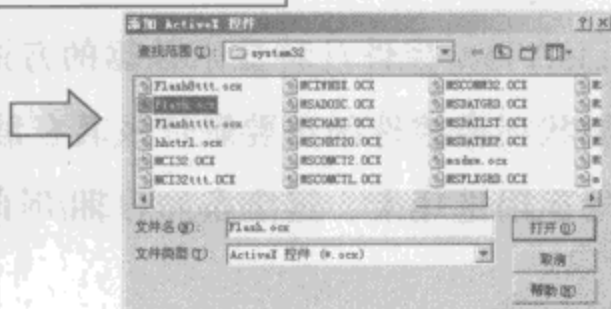 添加 ActiveX 控件
查找范围(I): system32
Flash8ttt.ocx MCIWNDX.OCX MSCOMM32.OCX
Flash.ocx MSADODC.OCX MSDATGRD.OCX
Flashtttt.ocx MSCHART.OCX MSDATLST.OCX
hhctrl.ocx MSCHRT20.OCX MSDATREP.OCX
MCI32.OCX MSCOMCT2.OCX msdxm.ocx
MCI32ttt.OCX MSCOMCTL.OCX MSFLXGRD.OCX
文件名(N): Flash.ocx 打开(O)
文件类型(T): ActiveX 控件 (*.ocx) 取消
帮助(H)